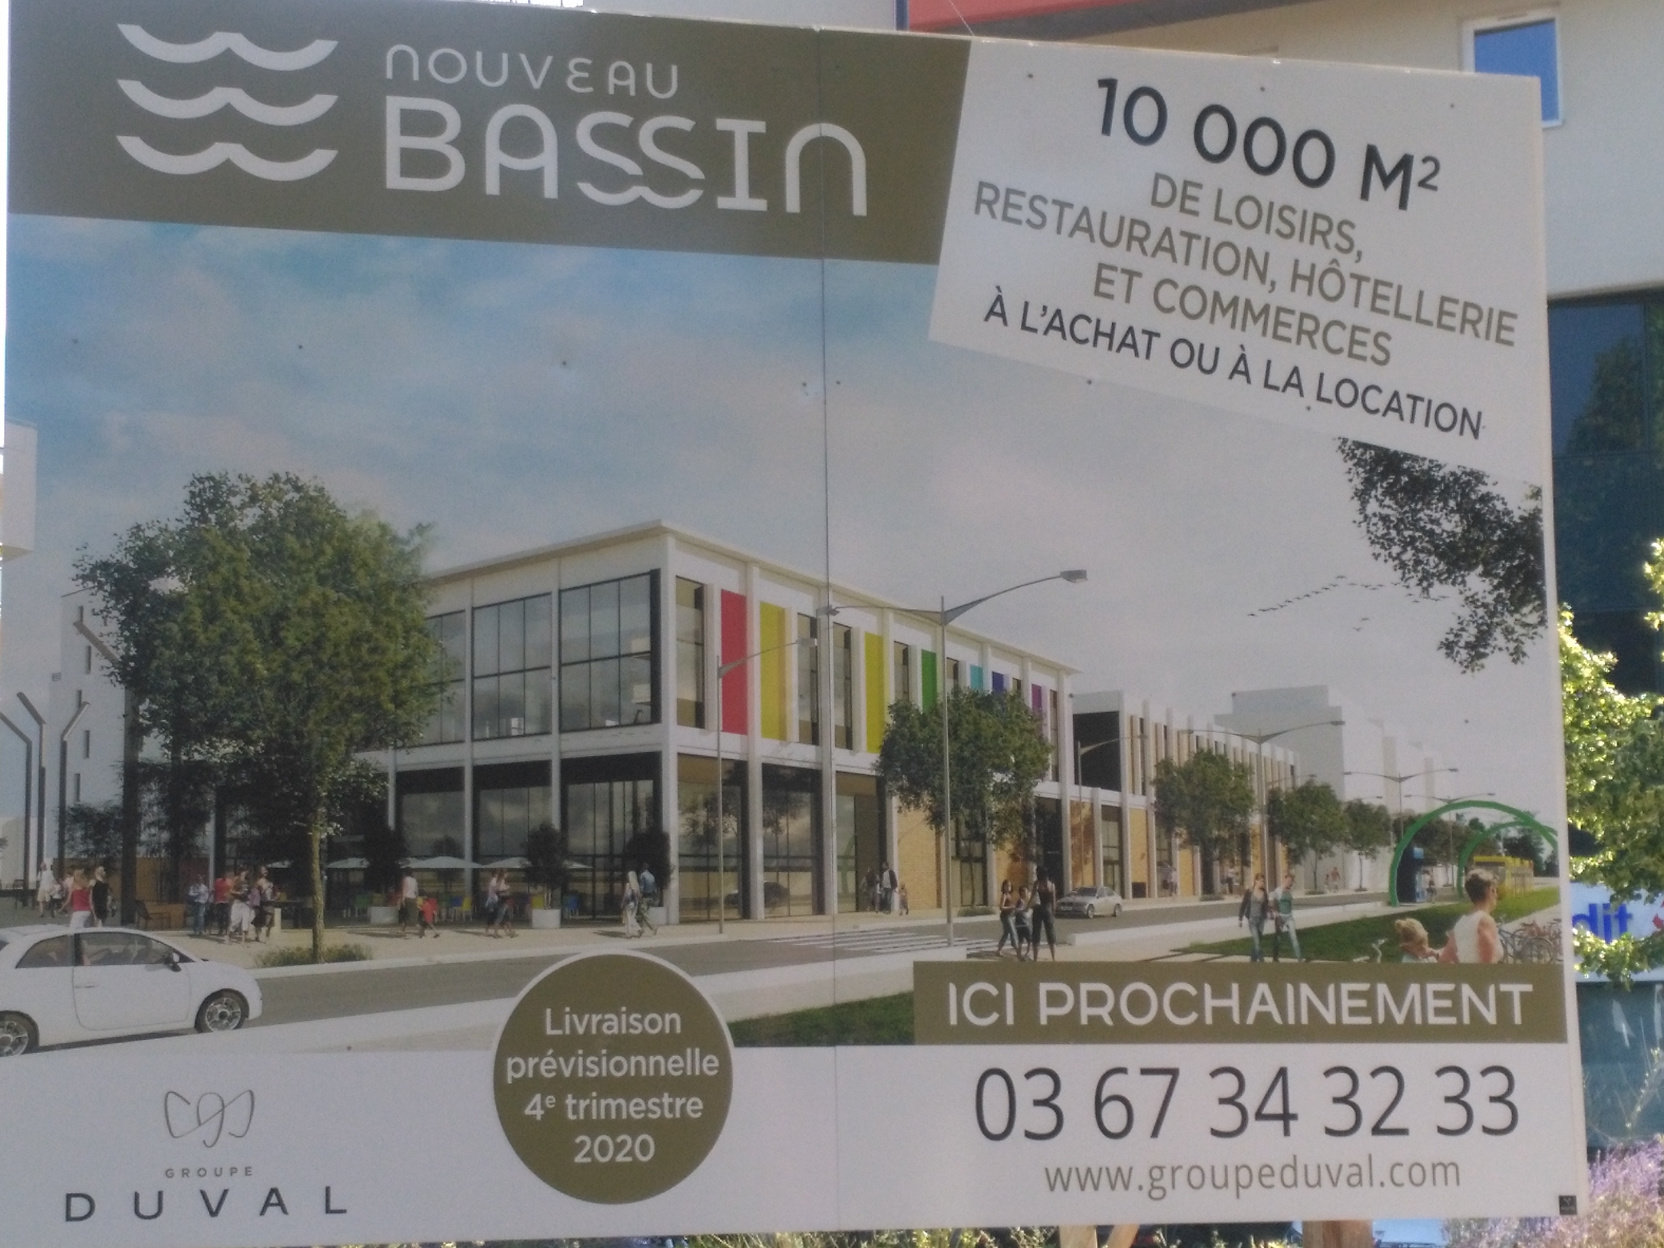 NOUVEAU
BASSIN
10 000 M²
DE LOISIRS,
RESTAURATION, HÔTELLERIE
ET COMMERCES
À L'ACHAT OU À LA LOCATION
dit
ICI PROCHAINEMENT
Livraison
prévisionnelle
4e trimestre
2020
03 67 34 32 33
www.groupeduval.com
GROUPE
DUVAL